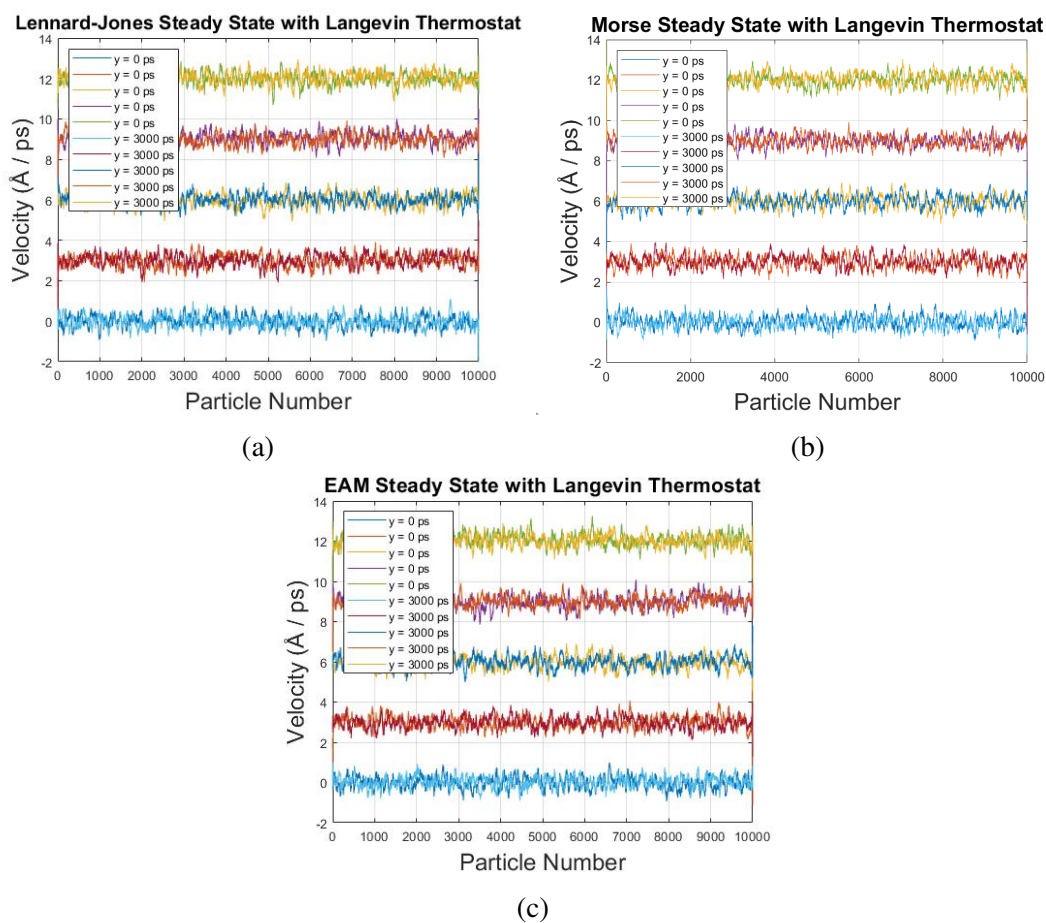 Lennard-Jones Steady State with Langevin Thermostat
14
12
10
8
6
4
2
0
-2
Velocity (Å / ps)
y = 0 ps
y = 0 ps
y = 0 ps
y = 0 ps
y = 0 ps
y = 3000 ps
y = 3000 ps
y = 3000 ps
y = 3000 ps
y = 3000 ps
0 1000 2000 3000 4000 5000 6000 7000 8000 9000 10000
Particle Number
(a)
Morse Steady State with Langevin Thermostat
14
12
10
8
6
4
2
0
-2
Velocity (Å / ps)
y = 0 ps
y = 0 ps
y = 0 ps
y = 0 ps
y = 0 ps
y = 3000 ps
y = 3000 ps
y = 3000 ps
y = 3000 ps
y = 3000 ps
0 2000 4000 6000 8000 10000
Particle Number
(b)
EAM Steady State with Langevin Thermostat
14
12
10
8
6
4
2
0
-2
Velocity (Å / ps)
y = 0 ps
y = 0 ps
y = 0 ps
y = 0 ps
y = 0 ps
y = 3000 ps
y = 3000 ps
y = 3000 ps
y = 3000 ps
y = 3000 ps
0 1000 2000 3000 4000 5000 6000 7000 8000 9000 10000
Particle Number
(c)